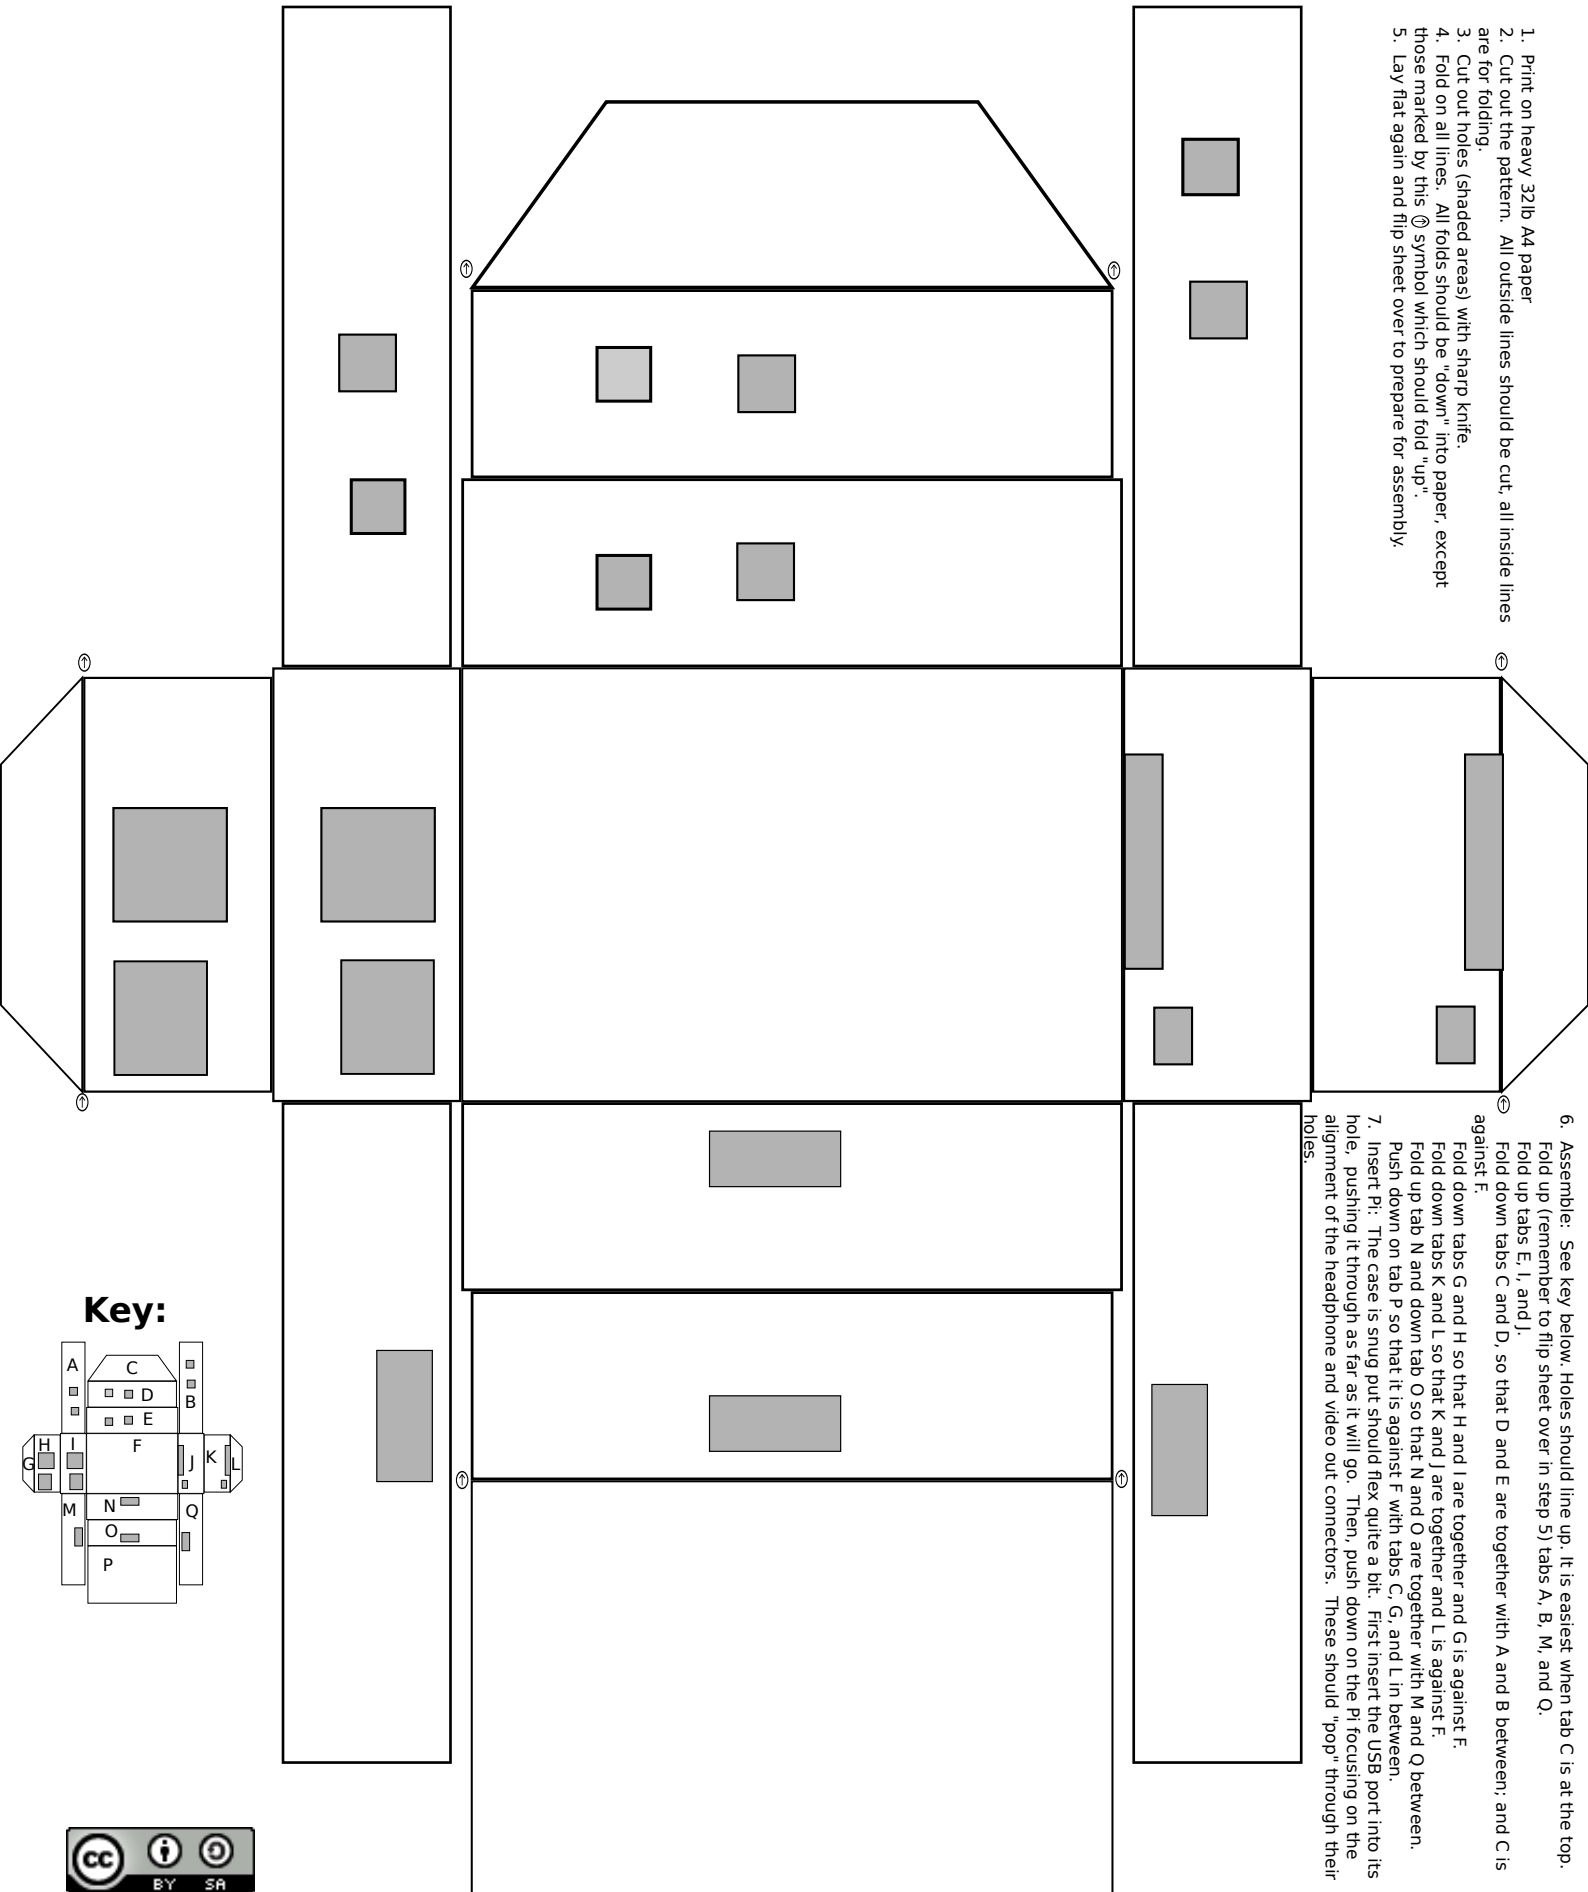 1. Print on heavy 32lb A4 paper
2. Cut out the pattern. All outside lines should be cut, all inside lines
are for folding.
3. Cut out holes (shaded areas) with sharp knife.
4. Fold on all lines. All folds should be "down" into paper, except
those marked by this ↑ symbol which should fold "up".
5. Lay flat again and flip sheet over to prepare for assembly.
6. Assemble: See key below. Holes should line up. It is easiest when tab C is at the top.
Fold up (remember to flip sheet over in step 5) tabs A, B, M, and Q.
Fold up tabs E, I, and J.
Fold down tabs C and D, so that D and E are together with A and B between; and C is
against F.
Fold down tabs G and H so that H and I are together and G is against F.
Fold down tabs K and L so that K and J are together and L is against F.
Fold up tab N and down tab O so that N and O are together with M and Q between.
Push down on tab P so that it is against F with tabs C, G, and L in between.
7. Insert Pi: The case is snug put should flex quite a bit. First insert the USB port into its
hole, pushing it through as far as it will go. Then, push down on the Pi focusing on the
alignment of the headphone and video out connectors. These should "pop" through their
holes.
Key:
A
C
B
D
E
F
H
I
G
J
K
L
M
N
Q
O
P
cc
BY SA